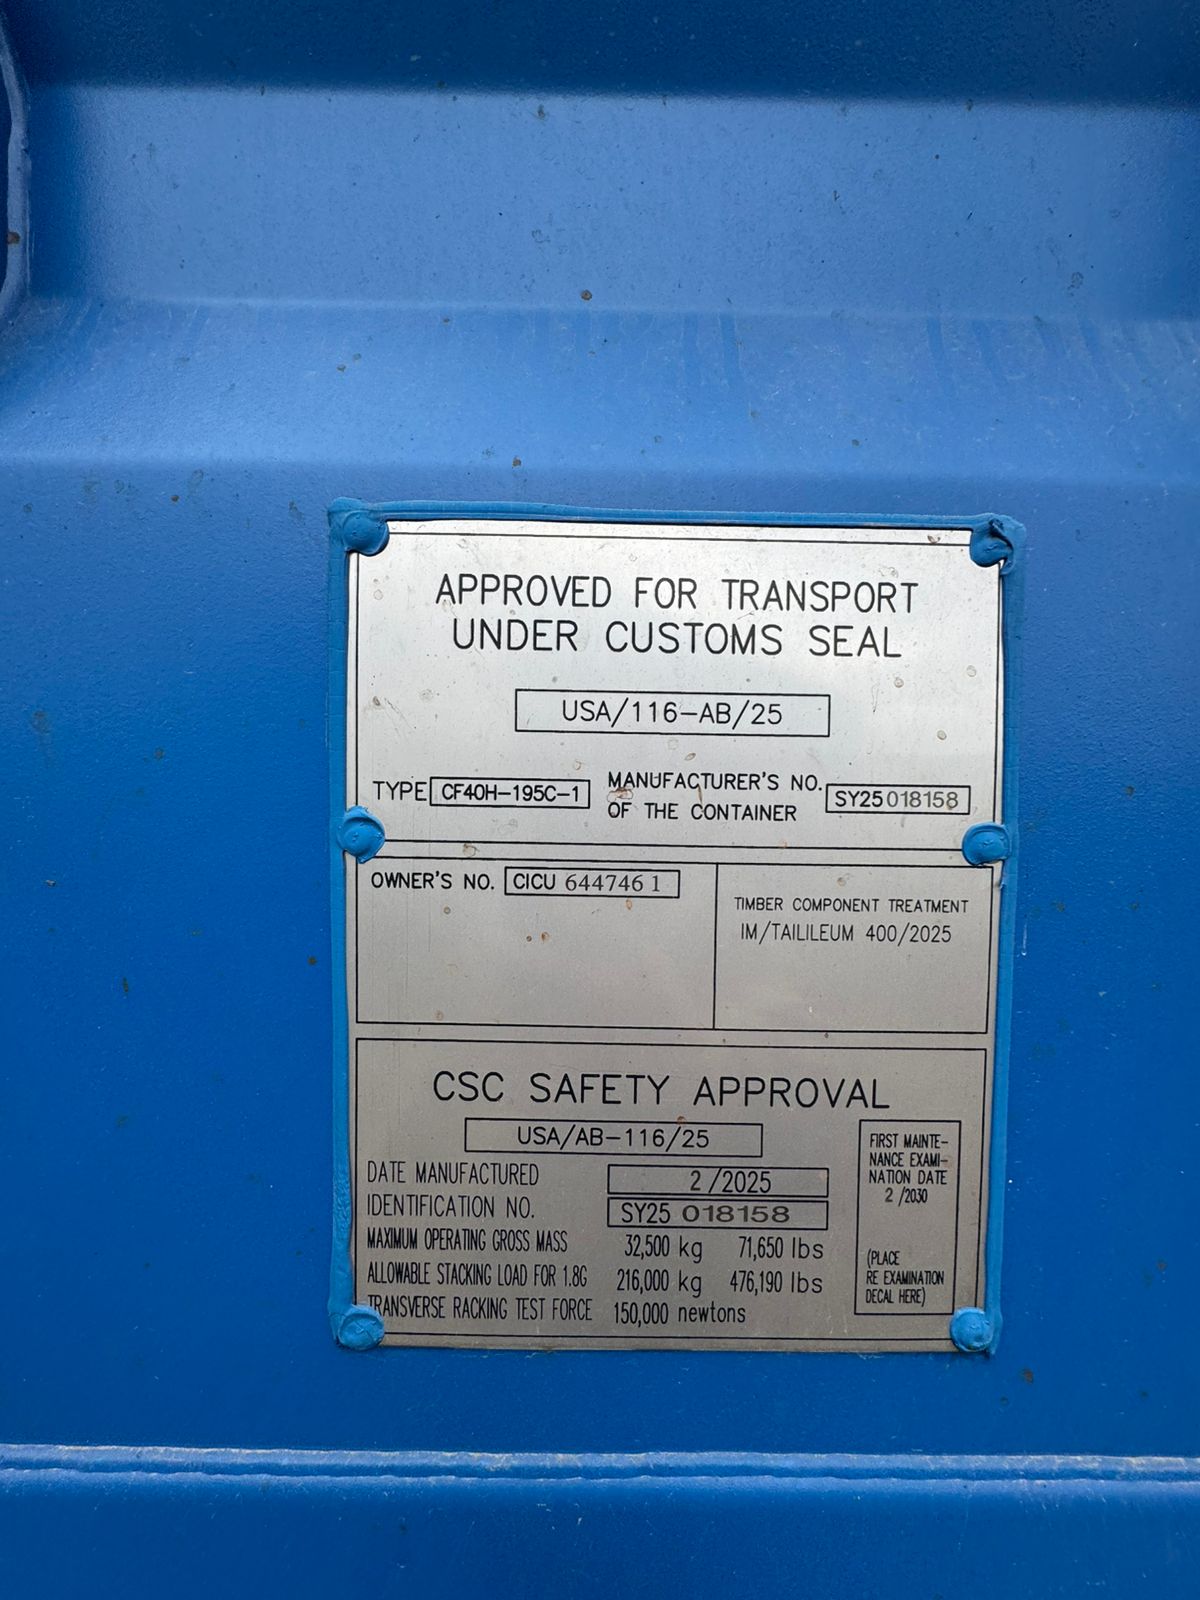 APPROVED FOR TRANSPORT
UNDER CUSTOMS SEAL
USA/116-AB/25
TYPE CF40H-195C-1 MANUFACTURER'S NO. OF THE CONTAINER SY25018158
OWNER'S NO. CICU 644746 1
TIMBER COMPONENT TREATMENT
IM/TAILILEUM 400/2025
CSC SAFETY APPROVAL
USA/AB-116/25
DATE MANUFACTURED 2/2025
IDENTIFICATION NO. SY25 018158
MAXIMUM OPERATING GROSS MASS 32,500 kg 71,650 lbs
ALLOWABLE STACKING LOAD FOR 1.8G 216,000 kg 476,190 lbs
TRANSVERSE RACKING TEST FORCE 150,000 newtons
FIRST MAINTE-
NANCE EXAMI-
NATION DATE
2 /2030
(PLACE
RE EXAMINATION
DECAL HERE)